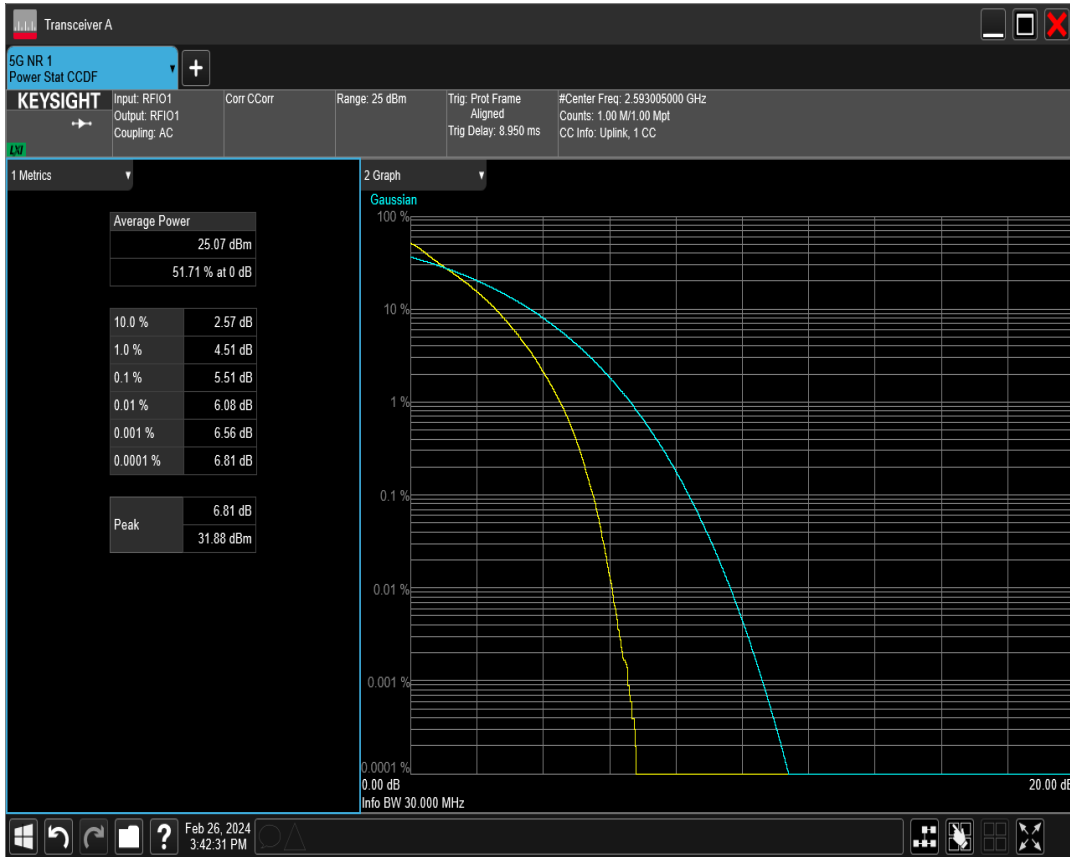 Transceiver A
5G NR 1
Power Stat CCDF
KEYSIGHT
LXI
Input: RFIO1
Output: RFIO1
Coupling: AC
Corr CCorr
Range: 25 dBm
Trig: Prot Frame
Aligned
Trig Delay: 8.950 ms
#Center Freq: 2.593005000 GHz
Counts: 1.00 M/1.00 Mpt
CC Info: Uplink, 1 CC
1 Metrics
Average Power
25.07 dBm
51.71 % at 0 dB
10.0 % 2.57 dB
1.0 % 4.51 dB
0.1 % 5.51 dB
0.01 % 6.08 dB
0.001 % 6.56 dB
0.0001 % 6.81 dB
Peak
6.81 dB
31.88 dBm
2 Graph
Gaussian
100 %
10 %
1 %
0.1 %
0.01 %
0.001 %
0.0001 %
0.00 dB 20.00 dB
Info BW 30.000 MHz
?
Feb 26, 2024
3:42:31 PM